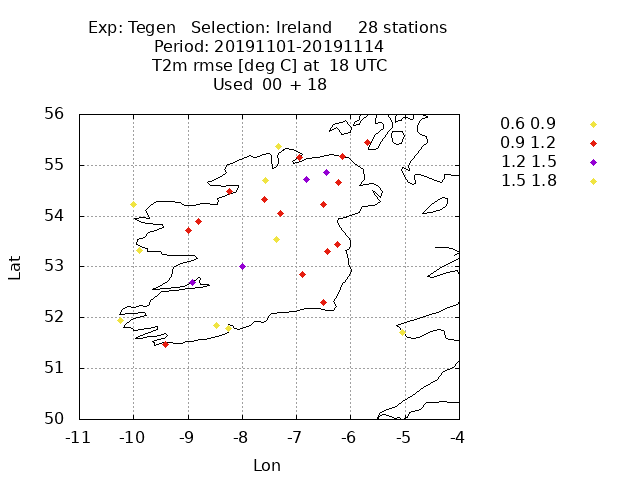 Exp: Tegen   Selection: Ireland     28 stations
Period: 20191101-20191114
T2m rmse [deg C] at  18 UTC
Used  00 + 18
0.6 0.9
0.9 1.2
1.2 1.5
1.5 1.8
56
55
54
53
52
51
50
Lat
-11 -10 -9 -8 -7 -6 -5 -4
Lon